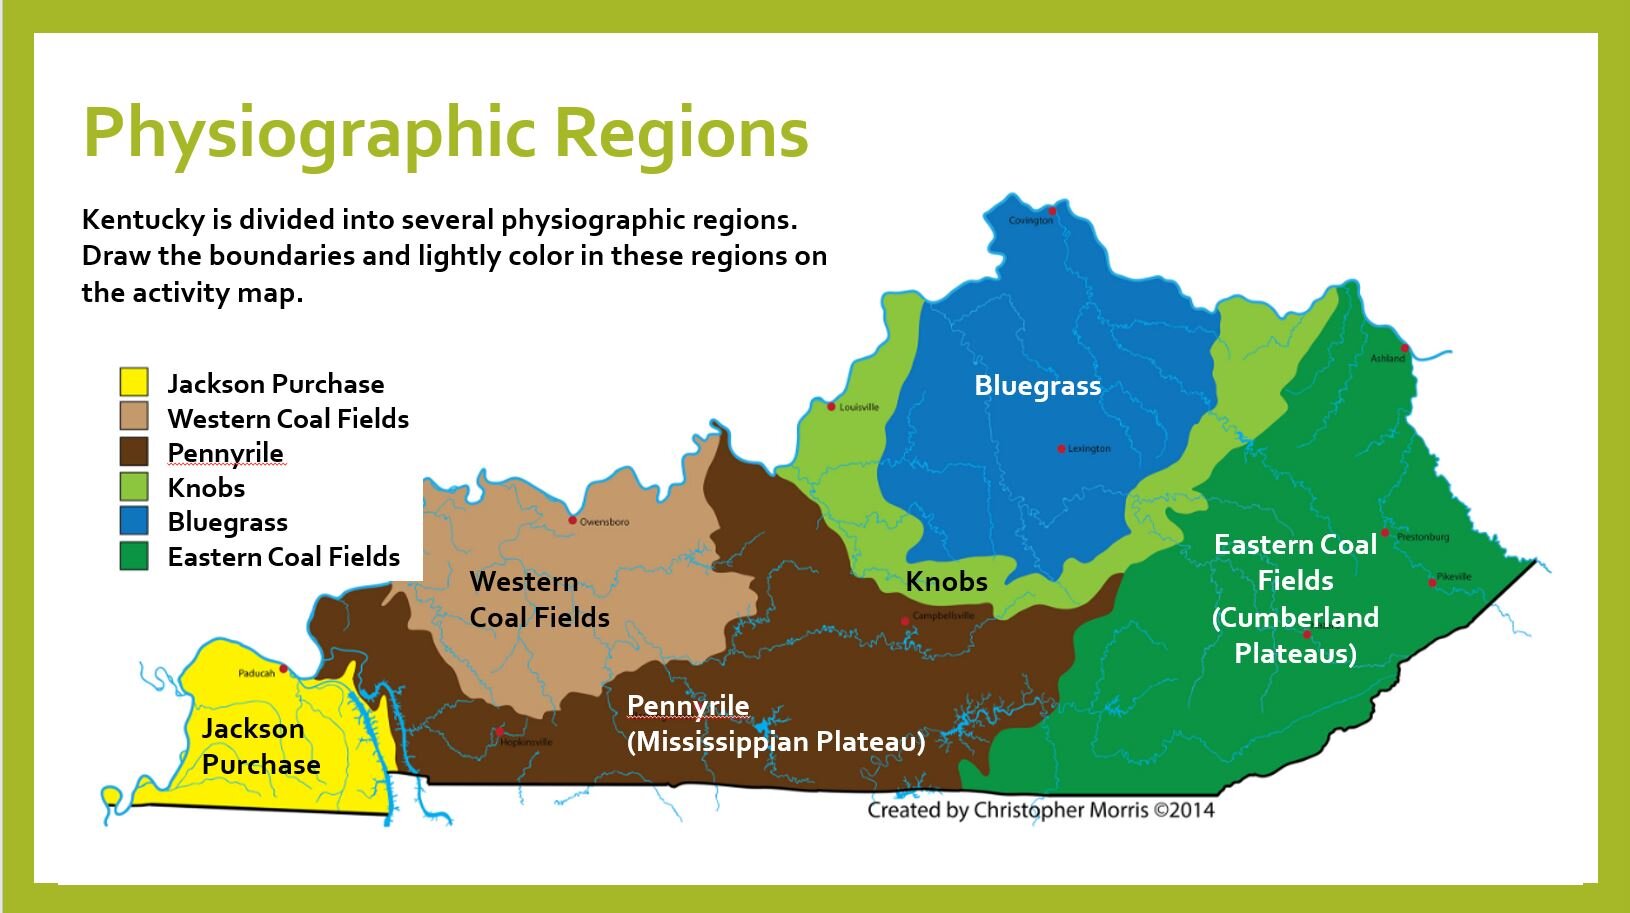 Physiographic Regions
Kentucky is divided into several physiographic regions.
Draw the boundaries and lightly color in these regions on
the activity map.
Jackson Purchase
Western Coal Fields
Pennyrile
Knobs
Bluegrass
Eastern Coal Fields
Covington
Ashland
Bluegrass
Louisville
Lexington
Owensboro
Prestonburg
Eastern Coal
Fields
(Cumberland
Plateaus)
Pikeville
Western
Coal Fields
Knobs
Campbellsville
Paducah
Pennyrile
(Mississippian Plateau)
Hopkinsville
Jackson
Purchase
Created by Christopher Morris ©2014